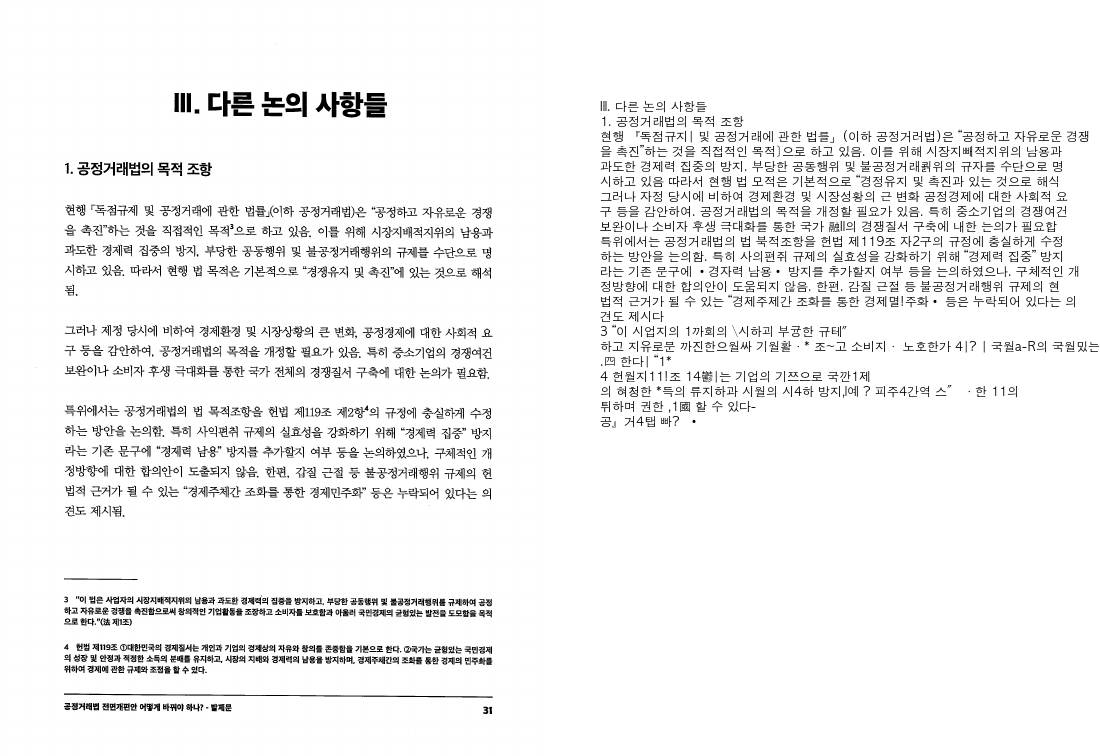 III. 다른 논의 사항들
1. 공정거래법의 목적 조항
현행 「독점규제 및 공정거래에 관한 법률」(이하 공정거래법)은 “공정하고 자유로운 경쟁
을 촉진”하는 것을 직접적인 목적³으로 하고 있음. 이를 위해 시장지배적지위의 남용과
과도한 경제력 집중의 방지, 부당한 공동행위 및 불공정거래행위의 규제를 수단으로 명
시하고 있음. 따라서 현행 법 목적은 기본적으로 “경쟁유지 및 촉진”에 있는 것으로 해석
됨.
그러나 제정 당시에 비하여 경제환경 및 시장상황의 큰 변화, 공정경제에 대한 사회적 요
구 등을 감안하여, 공정거래법의 목적을 개정할 필요가 있음. 특히 중소기업의 경쟁여건
보완이나 소비자 후생 극대화를 통한 국가 전체의 경쟁질서 구축에 대한 논의가 필요함.
특위에서는 공정거래법의 법 목적조항을 헌법 제119조 제2항⁴의 규정에 충실하게 수정
하는 방안을 논의함. 특히 사익편취 규제의 실효성을 강화하기 위해 “경제력 집중” 방지
라는 기존 문구에 “경제력 남용” 방지를 추가할지 여부 등을 논의하였으나, 구체적인 개
정방향에 대한 합의안이 도출되지 않음. 한편, 갑질 근절 등 불공정거래행위 규제의 헌
법적 근거가 될 수 있는 “경제주체간 조화를 통한 경제민주화” 등은 누락되어 있다는 의
견도 제시됨.
3 “이 법은 사업자의 시장지배적지위의 남용과 과도한 경제력의 집중을 방지하고, 부당한 공동행위 및 불공정거래행위를 규제하여 공정
하고 자유로운 경쟁을 촉진함으로써 창의적인 기업활동을 조장하고 소비자를 보호함과 아울러 국민경제의 균형있는 발전을 도모함을 목적
으로 한다.”(法 제1조)
4 헌법 제119조 ①대한민국의 경제질서는 개인과 기업의 경제상의 자유와 창의를 존중함을 기본으로 한다. ②국가는 균형있는 국민경제
의 성장 및 안정과 적정한 소득의 분배를 유지하고, 시장의 지배와 경제력의 남용을 방지하며, 경제주체간의 조화를 통한 경제의 민주화를
위하여 경제에 관한 규제와 조정을 할 수 있다.
공정거래법 전면개편안 어떻게 바꿔야 하나? - 발제문
31
III. 다른 논의 사항들
1. 공정거래법의 목적 조항
현행 『독점규지| 및 공정거래에 관한 법를」(이하 공정거러법)은 “공정하고 자유로운 경쟁
을 촉진”하는 것을 직접적인 목적〕으로 하고 있음. 이를 위해 시장지빼적지위의 남용과
과도한 경제력 집중의 방지. 부당한 공동행위 및 불공정거래퀅위의 규자를 수단으로 명
시하고 있음 따라서 현행 법 모적은 기본적으로 “경정유지 및 촉진과 있는 것으로 해석
그러나 자정 당시에 비하여 경제환경 및 시장성황의 근 변화 공정경제에 대한 사회적 요
구 등을 감안하여. 공정거래법의 목적을 개정할 필요가 있음. 특히 중소기업의 경쟁여건
보완이나 소비자 후생 극대화를 통한 국가 融||의 경쟁질서 구축에 내한 논의가 필요합
특위에서는 공정거래법의 법 북적조항을 헌법 제119조 자2구의 규정에 충실하게 수정
하는 방안을 논의함. 특히 사의편쥐 규제의 실효성을 강화하기 위해 “경제력 집중” 방지
라는 기존 문구에 •경자력 남용• 방지를 추가할지 여부 등을 논의하였으나. 구체적인 개
정방향에 대한 합의안이 도움되지 않음. 한편. 감질 근절 등 불공정거래행위 규제의 현
법적 근거가 될 수 있는 “경제주제간 조화를 통한 경제멸!주화• 등은 누락되어 있다는 의
견도 제시다
3 “이 시업지의 1까희의 \시하긔 부귡한 규테”
하고 지유로문 까진한으월싸 기월활·* 조~고 소비지· 노호한가 4|?| 국월a-R의 국월밌는
.四 한다| “1*
4 헌월지11!조 14鬱|는 기업의 기쯔으로 국깐1제
의 혀청한 *득의 류지하과 시월의 시4하 방지,|예 ? 피주4간역 스” ·한 11의
튀하며 권한 ,1國 할 수 있다-
공』거4탭 빠? •